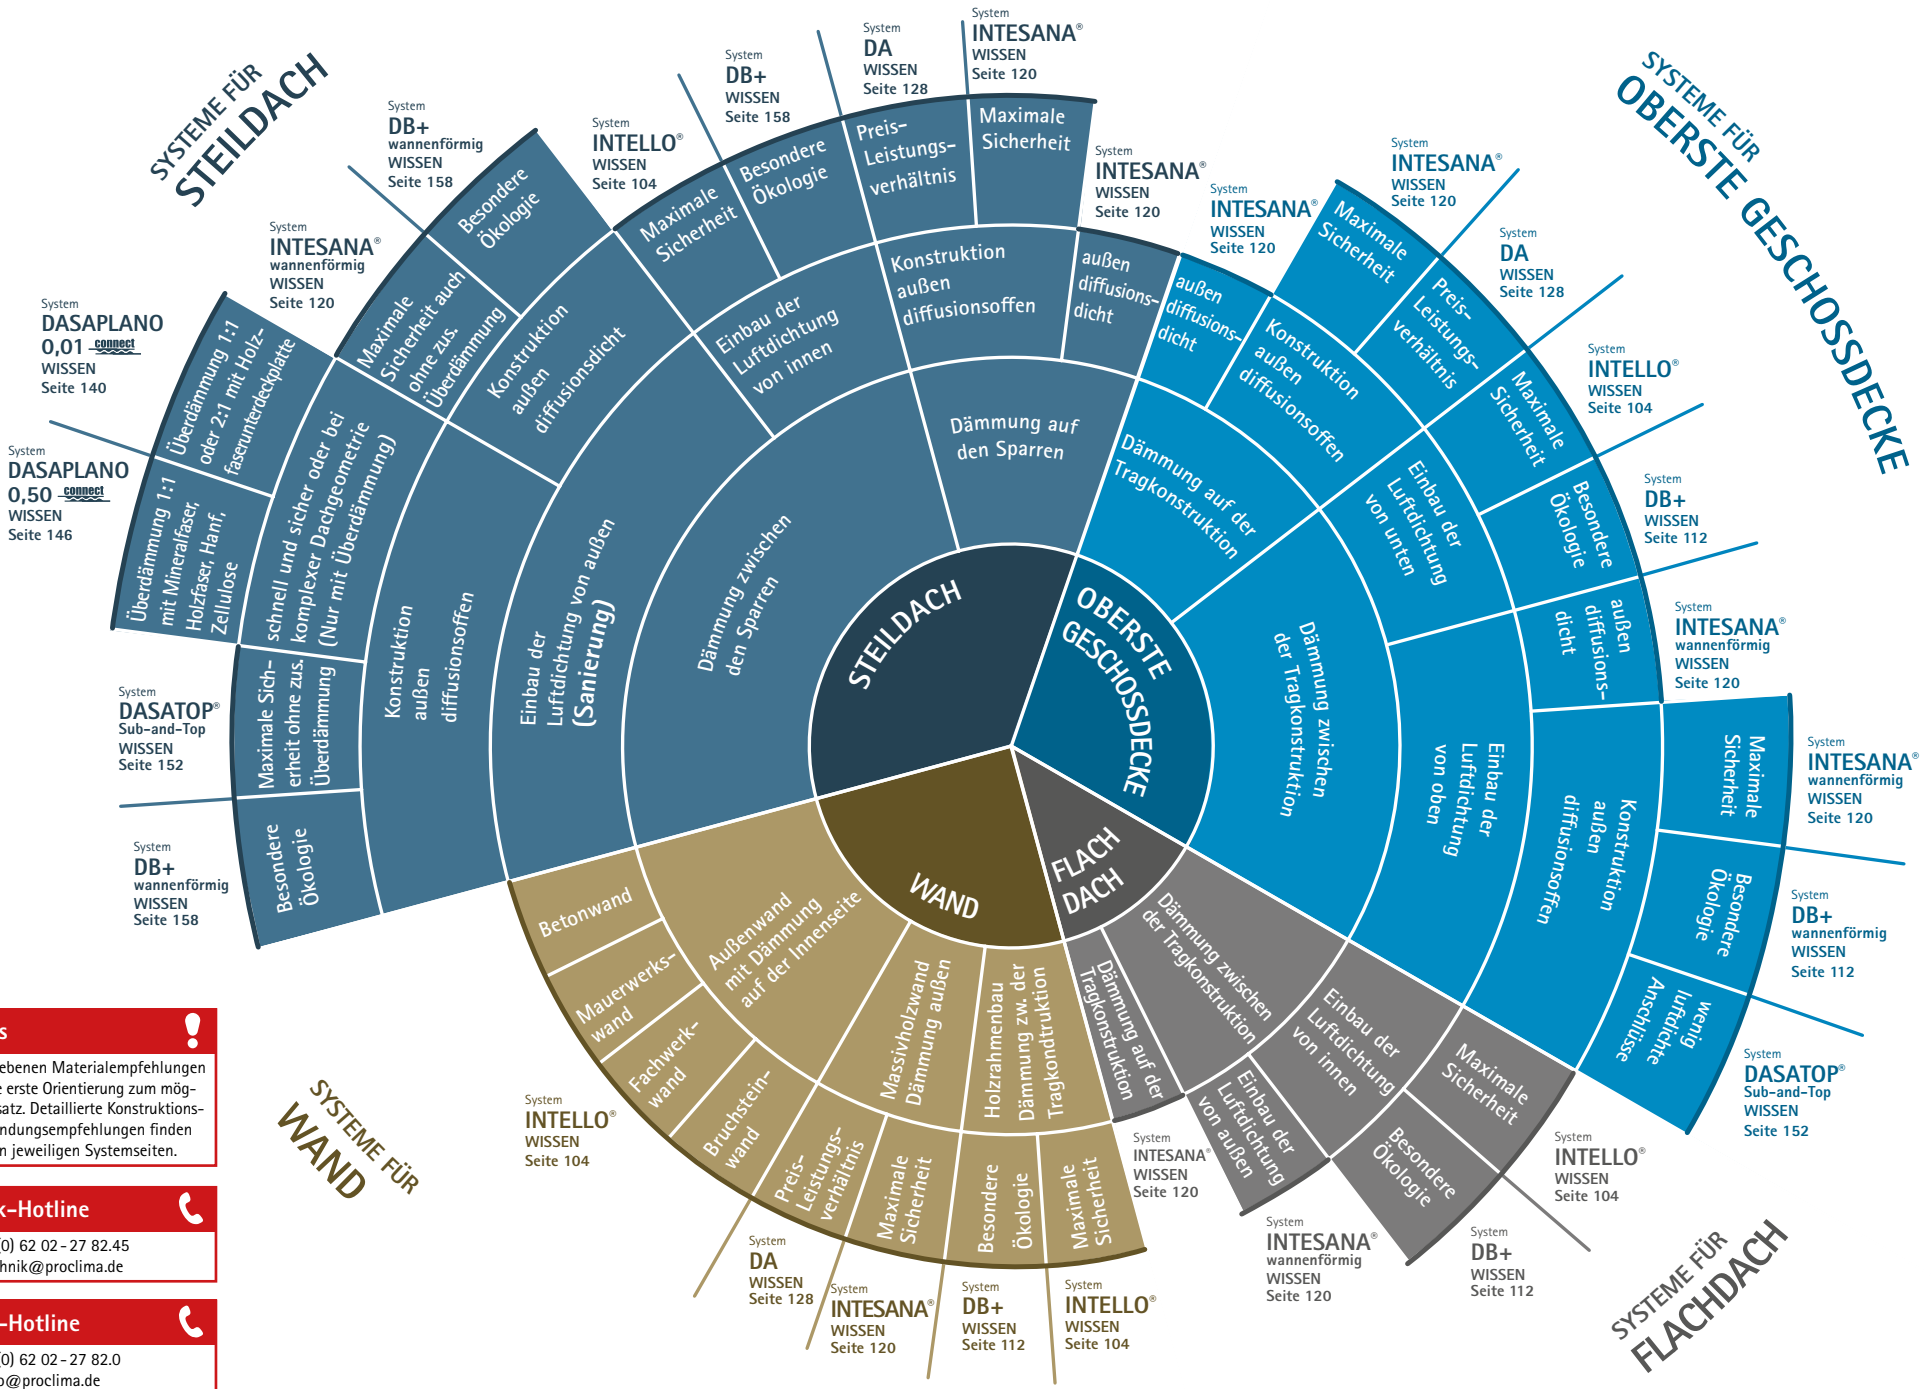 SYSTEME FÜR
STEILDACH
System
DASAPLANO
0,50 connect
WISSEN
Seite 146
System
DASAPLANO
0,01 connect
WISSEN
Seite 140
System
INTESANA®
wannenförmig
WISSEN
Seite 120
System
DB+
wannenförmig
WISSEN
Seite 158
System
INTELLO®
WISSEN
Seite 104
System
DB+
WISSEN
Seite 158
System
DA
WISSEN
Seite 128
System
INTESANA®
WISSEN
Seite 120
System
INTESANA®
WISSEN
Seite 120
System
DASATOP®
Sub-and-Top
WISSEN
Seite 152
System
DB+
wannenförmig
WISSEN
Seite 158
STEILDACH
Dämmung zwischen
den Sparren
Dämmung auf
den Sparren
Einbau der
Luftdichtung von außen
(Sanierung)
Einbau der
Luftdichtung
von innen
Konstruktion
außen
diffusionsoffen
außen
diffusions-
dicht
Konstruktion
außen
diffusionsoffen
Konstruktion
außen
diffusionsdicht
Besondere
Ökologie
Maximale Sich-
erheit ohne zus.
Überdämmung
schnell und sicher oder bei
komplexer Dachgeometrie
(Nur mit Überdämmung)
Überdämmung 1:1
mit Mineralfaser,
Holzfaser, Hanf,
Zellulose
Überdämmung 1:1
oder 2:1 mit Holz-
faserunterdeckplatte
Maximale
Sicherheit auch
ohne zus.
Überdämmung
Besondere
Ökologie
Maximale
Sicherheit
Besondere
Ökologie
Preis-
Leistungs-
verhältnis
Maximale
Sicherheit
SYSTEME FÜR
OBERSTE GESCHOSSDECKE
System
INTESANA®
WISSEN
Seite 120
System
INTESANA®
WISSEN
Seite 120
System
DA
WISSEN
Seite 128
System
INTELLO®
WISSEN
Seite 104
System
DB+
WISSEN
Seite 112
System
INTESANA®
wannenförmig
WISSEN
Seite 120
System
INTESANA®
wannenförmig
WISSEN
Seite 120
System
DB+
wannenförmig
WISSEN
Seite 112
System
DASATOP®
Sub-and-Top
WISSEN
Seite 152
OBERSTE
GESCHOSSDECKE
Dämmung auf der
Tragkonstruktion
Dämmung zwischen
der Tragkonstruktion
außen
diffusions-
dicht
Konstruktion
außen
diffusionsoffen
Einbau der
Luftdichtung
von unten
Einbau der
Luftdichtung
von oben
Maximale
Sicherheit
Preis-
Leistungs-
verhältnis
Maximale
Sicherheit
Besondere
Ökologie
außen
diffusions-
dicht
Konstruktion
außen
diffusionsoffen
Maximale
Sicherheit
Besondere
Ökologie
wenig
luftdichte
Anschlüsse
FLACH
DACH
Dämmung zwischen
der Tragkonstruktion
Dämmung auf der
Tragkonstruktion
Einbau der
Luftdichtung
von innen
Einbau der
Luftdichtung
von außen
Maximale
Sicherheit
Besondere
Ökologie
System
INTELLO®
WISSEN
Seite 104
System
DB+
WISSEN
Seite 112
System
INTESANA®
wannenförmig
WISSEN
Seite 120
System
INTESANA®
WISSEN
Seite 120
SYSTEME FÜR
FLACHDACH
WAND
Außenwand
mit Dämmung
auf der Innenseite
Massivholzwand
Dämmung außen
Holzrahmenbau
Dämmung zw. der
Tragkondtruktion
Betonwand
Mauerwerks-
wand
Fachwerk-
wand
Bruchstein-
wand
Preis-
Leistungs-
verhältnis
Maximale
Sicherheit
Besondere
Ökologie
Maximale
Sicherheit
System
INTELLO®
WISSEN
Seite 104
System
DA
WISSEN
Seite 128
System
INTESANA®
WISSEN
Seite 120
System
DB+
WISSEN
Seite 112
System
INTELLO®
WISSEN
Seite 104
SYSTEME FÜR
WAND
s
ebenen Materialempfehlungen
e erste Orientierung zum mög-
satz. Detaillierte Konstruktions-
ndungsempfehlungen finden
n jeweiligen Systemseiten.
k-Hotline
(0) 62 02-27 82.45
hnik@proclima.de
-Hotline
(0) 62 02-27 82.0
o@proclima.de